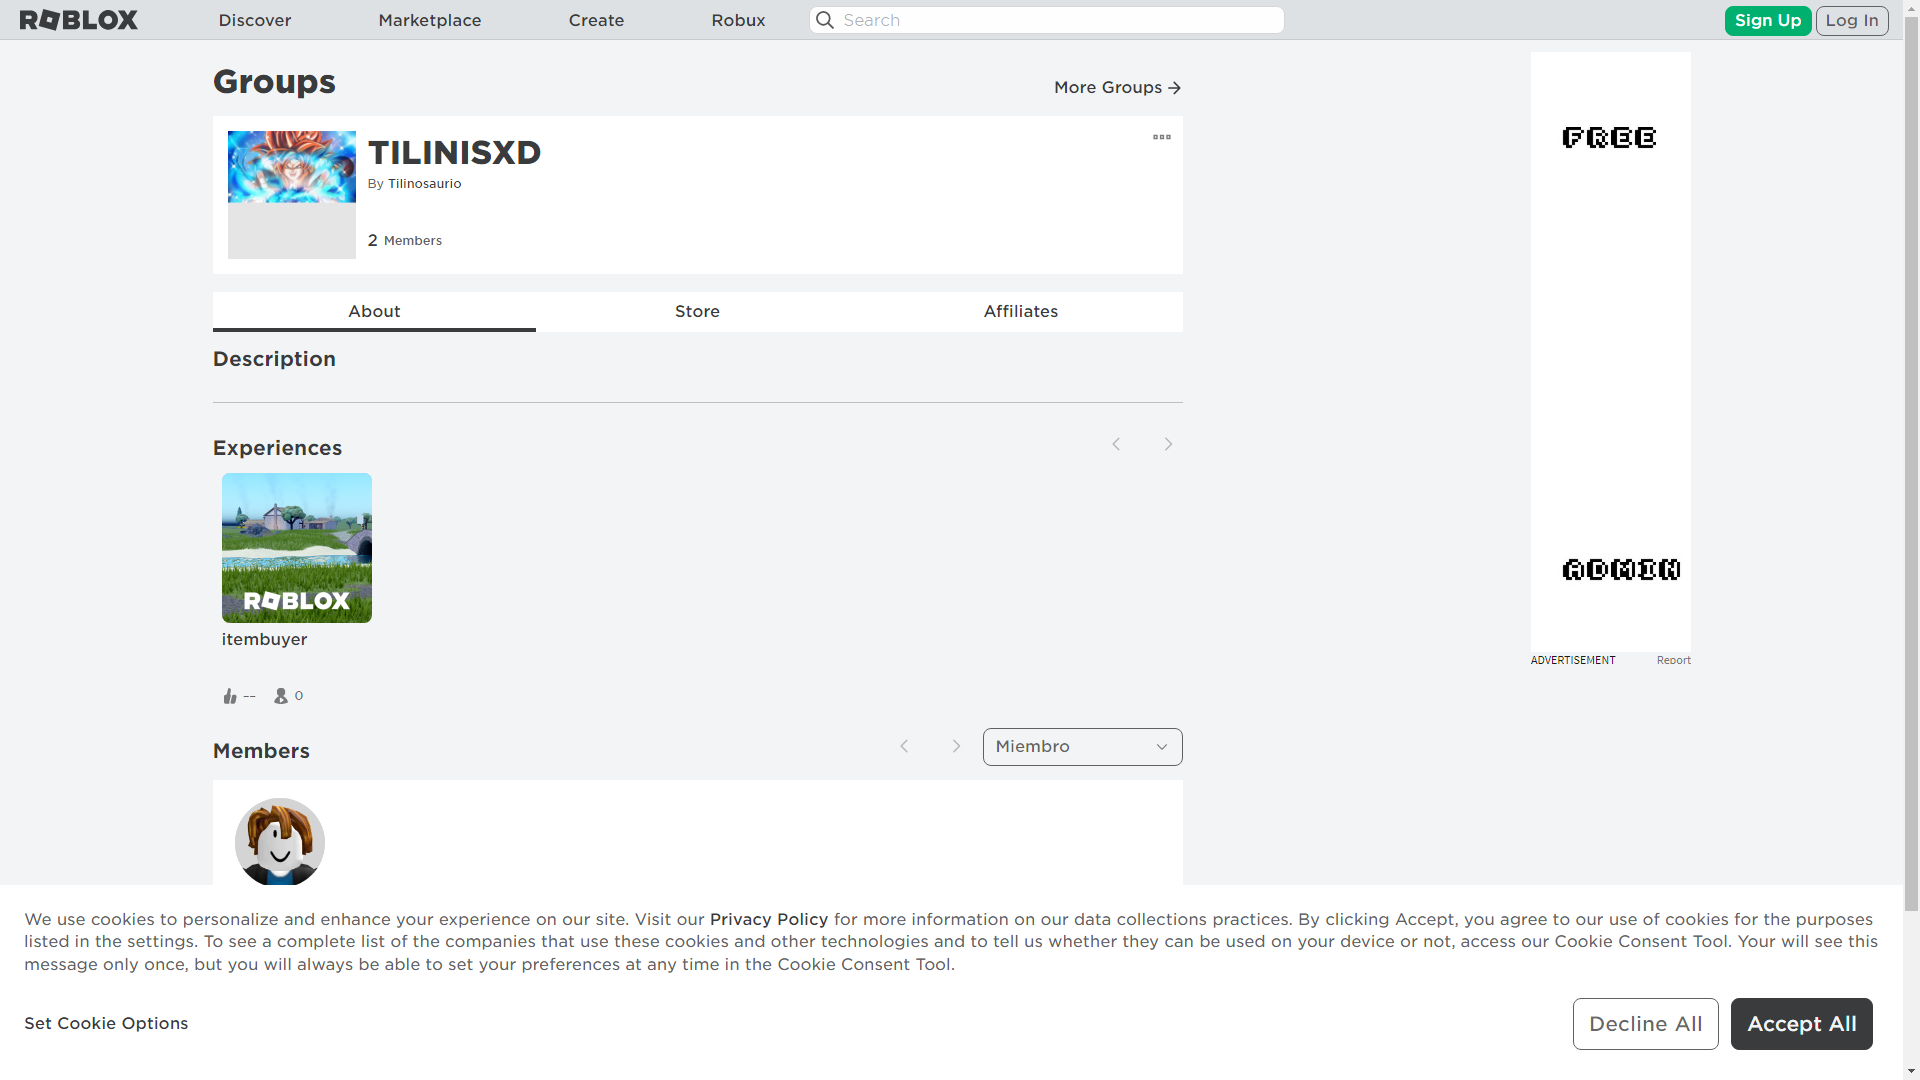 ROBLOX
Discover
Marketplace
Create
Robux
Search
Sign Up
Log In
Groups
More Groups
TILINISXD
By Tilinosaurio
2 Members
About
Store
Affiliates
Description
Experiences
ROBLOX
itembuyer
-- 0
Members
Miembro
FREE
ADMIN
ADVERTISEMENT
Report
We use cookies to personalize and enhance your experience on our site. Visit our Privacy Policy for more information on our data collections practices. By clicking Accept, you agree to our use of cookies for the purposes
listed in the settings. To see a complete list of the companies that use these cookies and other technologies and to tell us whether they can be used on your device or not, access our Cookie Consent Tool. Your will see this
message only once, but you will always be able to set your preferences at any time in the Cookie Consent Tool.
Set Cookie Options
Decline All
Accept All